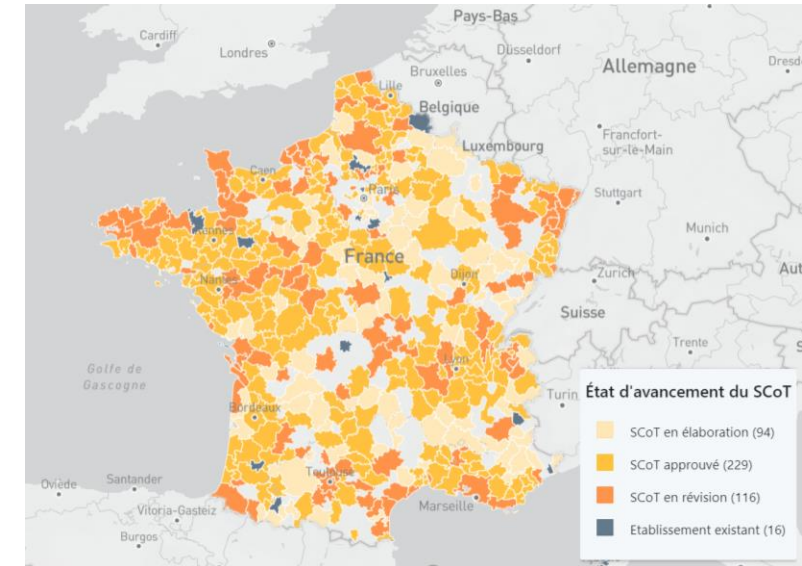 Pays-Bas
Cardiff
Londres
Düsseldorf
Bruxelles
Allemagne
Lille
Belgique
Luxembourg
Francfort-
sur-le-Main
Caen
Paris
Stuttgart
Rennes
Munich
France
Nantes
Dijon
Zurich
Suisse
Trente
Golfe de
Gascogne
Lyon
Turin
Bordeaux
Toulouse
Oviède
Santander
Marseille
Vitoria-Gasteiz
Burgos
État d'avancement du SCoT
SCoT en élaboration (94)
SCoT approuvé (229)
SCoT en révision (116)
Etablissement existant (16)